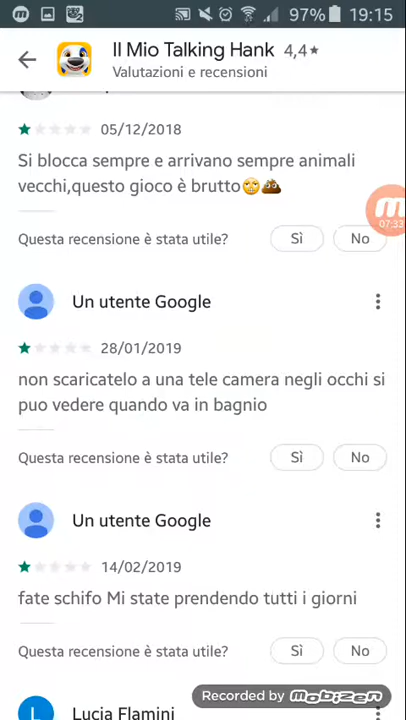 97% 19:15
Il Mio Talking Hank 4,4★
Valutazioni e recensioni
05/12/2018
Si blocca sempre e arrivano sempre animali
vecchi,questo gioco è brutto🙄💩
07:33
Questa recensione è stata utile? Sì No
Un utente Google
28/01/2019
non scaricatelo a una tele camera negli occhi si
puo vedere quando va in bagnio
Questa recensione è stata utile? Sì No
Un utente Google
14/02/2019
fate schifo Mi state prendendo tutti i giorni
Questa recensione è stata utile? Sì No
Recorded by mobizen
L Lucia Flamini